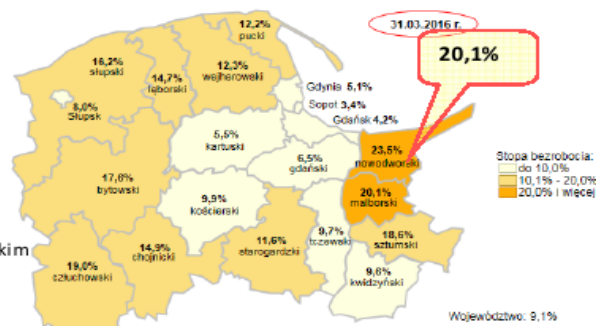 12,2%
pucki
31.03.2016 r.
20,1%
16,2%
słupski
14,7%
lęborski
12,3%
wejherowski
Gdynia 5,1%
Sopot 3,4%
Gdańsk 4,2%
8,0%
Słupsk
5,5%
kartuski
6,5%
gdański
23,5%
nowodworski
Stopa bezrobocia:
do 10,0%
10,1% - 20,0%
20,0% i więcej
17,6%
bytowski
9,9%
kościerski
20,1%
malborski
kim
19,0%
człuchowski
14,9%
chojnicki
11,6%
starogardzki
9,7%
tczewski
18,6%
sztumski
9,6%
kwidzyński
Województwo: 9,1%